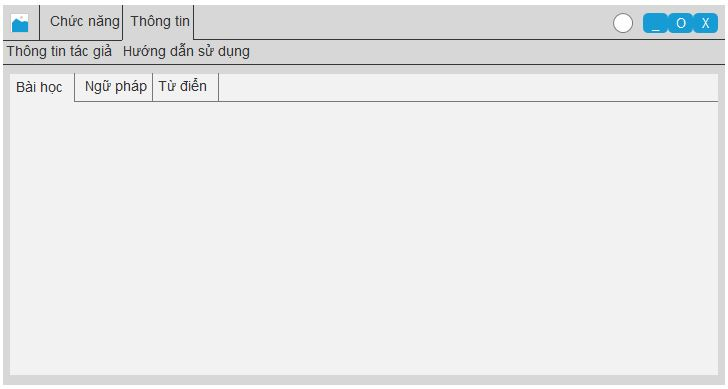 Chức năng Thông tin _ O X
Thông tin tác giả Hướng dẫn sử dụng
Bài học Ngữ pháp Từ điển